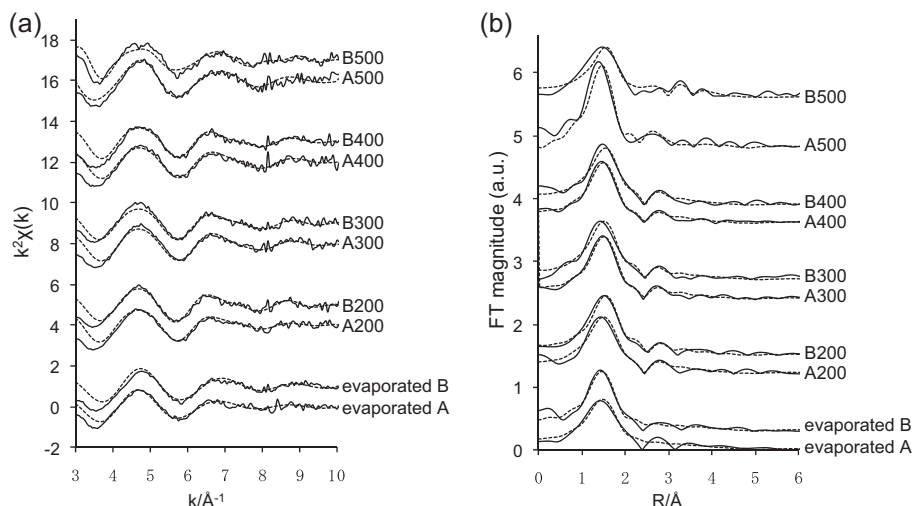 (a)
18
16
14
12
10
8
6
4
2
0
-2
k²χ(k)
B500
A500
B400
A400
B300
A300
B200
A200
evaporated B
evaporated A
3 4 5 6 7 8 9 10
k/Å⁻¹
(b)
6
5
4
3
2
1
0
FT magnitude (a.u.)
B500
A500
B400
A400
B300
A300
B200
A200
evaporated B
evaporated A
0 1 2 3 4 5 6
R/Å